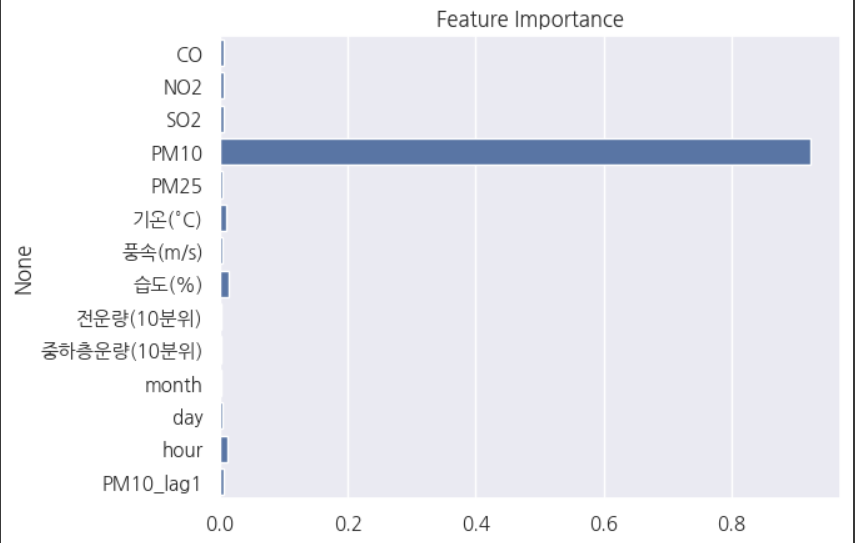 Feature Importance
CO
NO2
SO2
PM10
PM25
기온(°C)
풍속(m/s)
습도(%)
전운량(10분위)
중하층운량(10분위)
month
day
hour
PM10_lag1
None
0.0 0.2 0.4 0.6 0.8